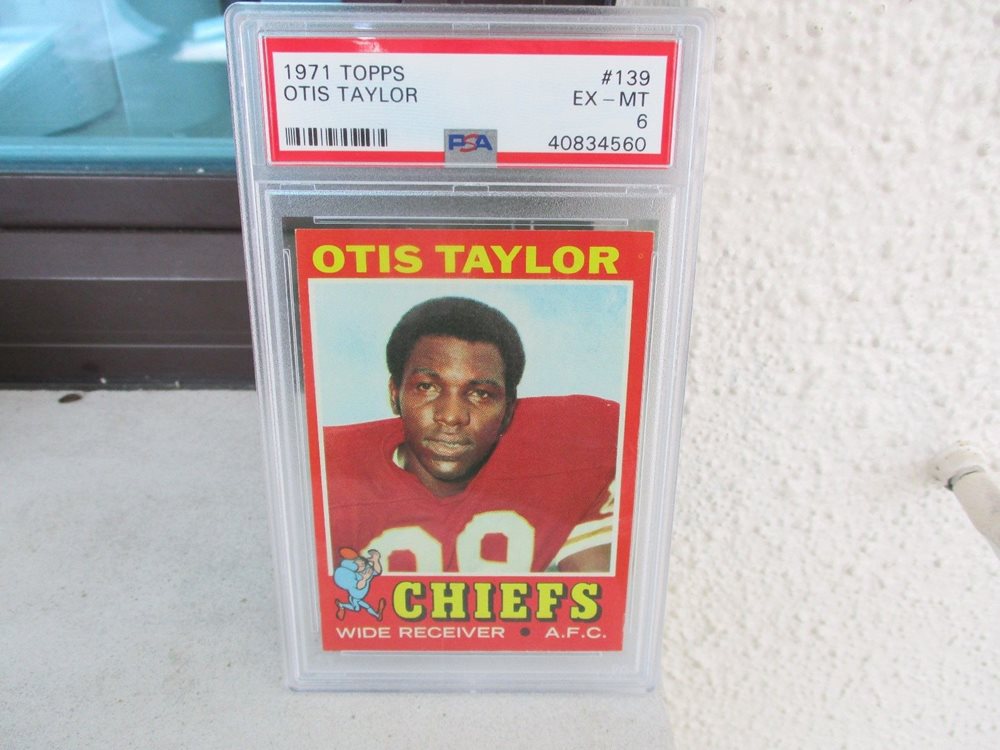 1971 TOPPS #139
OTIS TAYLOR EX - MT
6
PSA 40834560
OTIS TAYLOR
CHIEFS
WIDE RECEIVER • A.F.C.